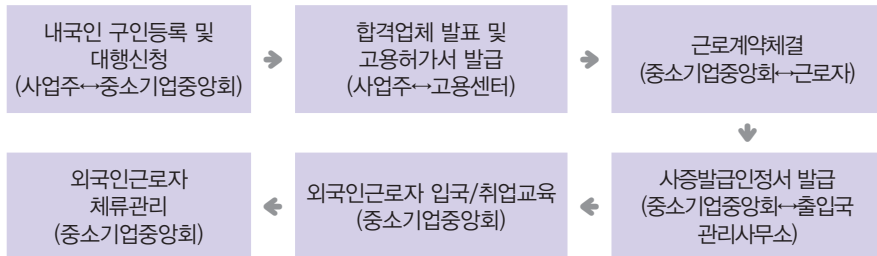 내국인 구인등록 및
대행신청
(사업주↔중소기업중앙회)
합격업체 발표 및
고용허가서 발급
(사업주↔고용센터)
근로계약체결
(중소기업중앙회↔근로자)
사증발급인정서 발급
(중소기업중앙회↔출입국
관리사무소)
외국인근로자 입국/취업교육
(중소기업중앙회)
외국인근로자
체류관리
(중소기업중앙회)